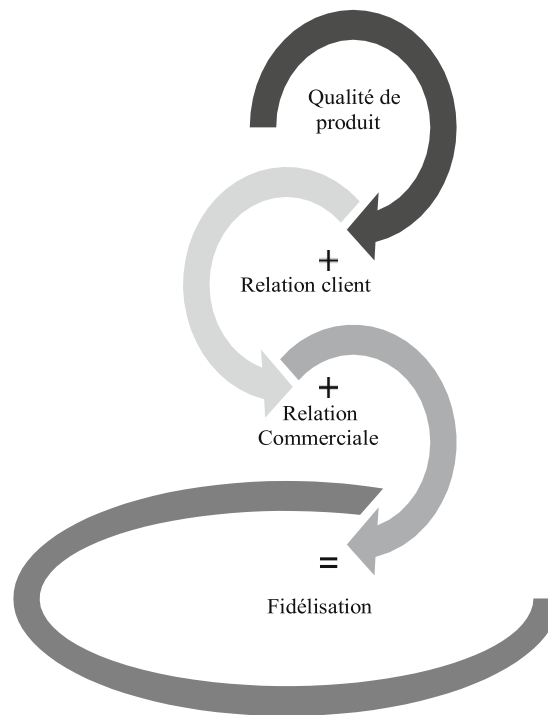 Qualité de
produit
+
Relation client
+
Relation
Commerciale
=
Fidélisation